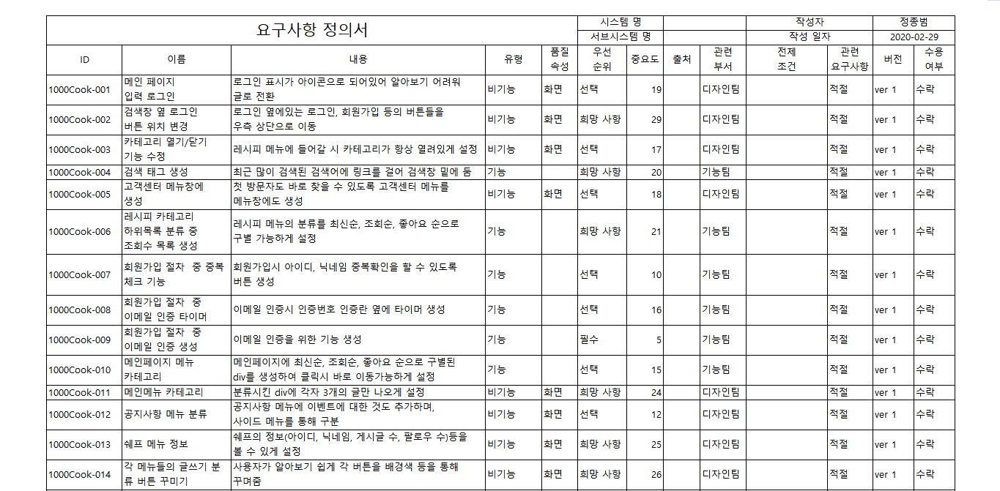 요구사항 정의서 시스템 명 작성자 정종범
서브시스템 명 작성 일자 2020-02-29
ID 이름 내용 유형 품질 속성 우선 순위 중요도 출처 관련 부서 전제 조건 관련 요구사항 버전 수용 여부
1000Cook-001 메인 페이지 입력 로그인 로그인 표시가 아이콘으로 되어있어 알아보기 어려워 글로 전환 비기능 화면 선택 19 디자인팀 적절 ver 1 수락
1000Cook-002 검색창 옆 로그인 버튼 위치 변경 로그인 옆에있는 로그인, 회원가입 등의 버튼들을 우측 상단으로 이동 비기능 화면 희망 사항 29 디자인팀 적절 ver 1 수락
1000Cook-003 카테고리 열기/닫기 기능 수정 레시피 메뉴에 들어갈 시 카테고리가 항상 열려있게 설정 비기능 화면 선택 17 디자인팀 적절 ver 1 수락
1000Cook-004 검색 태그 생성 최근 많이 검색된 검색어에 링크를 걸어 검색창 밑에 둠 기능 희망 사항 20 기능팀 적절 ver 1 수락
1000Cook-005 고객센터 메뉴창에 생성 첫 방문자도 바로 찾을 수 있도록 고객센터 메뉴를 메뉴창에도 생성 비기능 화면 선택 18 디자인팀 적절 ver 1 수락
1000Cook-006 레시피 카테고리 하위목록 분류 중 조회수 목록 생성 레시피 메뉴의 분류를 최신순, 조회순, 좋아요 순으로 구별 가능하게 설정 기능 희망 사항 21 기능팀 적절 ver 1 수락
1000Cook-007 회원가입 절차 중 중복 체크 기능 회원가입시 아이디, 닉네임 중복확인을 할 수 있도록 버튼 생성 기능 선택 10 기능팀 적절 ver 1 수락
1000Cook-008 회원가입 절차 중 이메일 인증 타이머 이메일 인증시 인증번호 인증란 옆에 타이머 생성 기능 선택 16 기능팀 적절 ver 1 수락
1000Cook-009 회원가입 절차 중 이메일 인증 생성 이메일 인증을 위한 기능 생성 기능 필수 5 기능팀 적절 ver 1 수락
1000Cook-010 메인페이지 메뉴 카테고리 메인페이지에 최신순, 조회순, 좋아요 순으로 구별된 div를 생성하여 클릭시 바로 이동가능하게 설정 기능 선택 15 기능팀 적절 ver 1 수락
1000Cook-011 메인메뉴 카테고리 분류시킨 div에 각자 3개의 글만 나오게 설정 비기능 화면 희망 사항 24 디자인팀 적절 ver 1 수락
1000Cook-012 공지사항 메뉴 분류 공지사항 메뉴에 이벤트에 대한 것도 추가하며, 사이드 메뉴를 통해 구분 비기능 화면 선택 12 디자인팀 적절 ver 1 수락
1000Cook-013 쉐프 메뉴 정보 쉐프의 정보(아이디, 닉네임, 게시글 수, 팔로우 수)등을 볼 수 있게 설정 비기능 화면 희망 사항 25 디자인팀 적절 ver 1 수락
1000Cook-014 각 메뉴들의 글쓰기 분류 버튼 꾸미기 사용자가 알아보기 쉽게 각 버튼을 배경색 등을 통해 꾸며줌 비기능 화면 희망 사항 26 디자인팀 적절 ver 1 수락